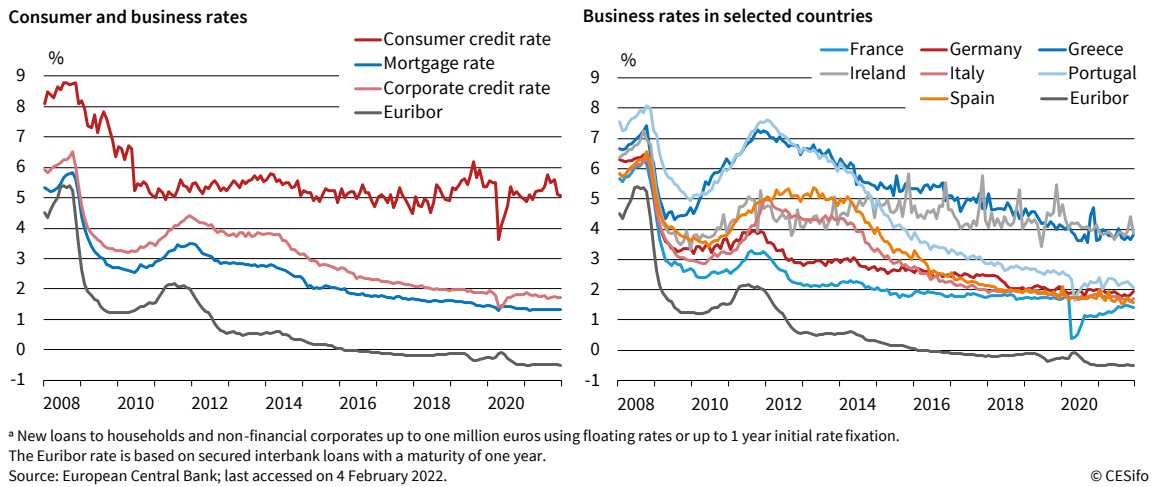 Consumer and business rates
%
Consumer credit rate
Mortgage rate
Corporate credit rate
Euribor
9
8
7
6
5
4
3
2
1
0
-1
2008 2010 2012 2014 2016 2018 2020
Business rates in selected countries
%
France Germany Greece
Ireland Italy Portugal
Spain Euribor
9
8
7
6
5
4
3
2
1
0
-1
2008 2010 2012 2014 2016 2018 2020
ᵃ New loans to households and non-financial corporates up to one million euros using floating rates or up to 1 year initial rate fixation.
The Euribor rate is based on secured interbank loans with a maturity of one year.
Source: European Central Bank; last accessed on 4 February 2022.
© CESifo